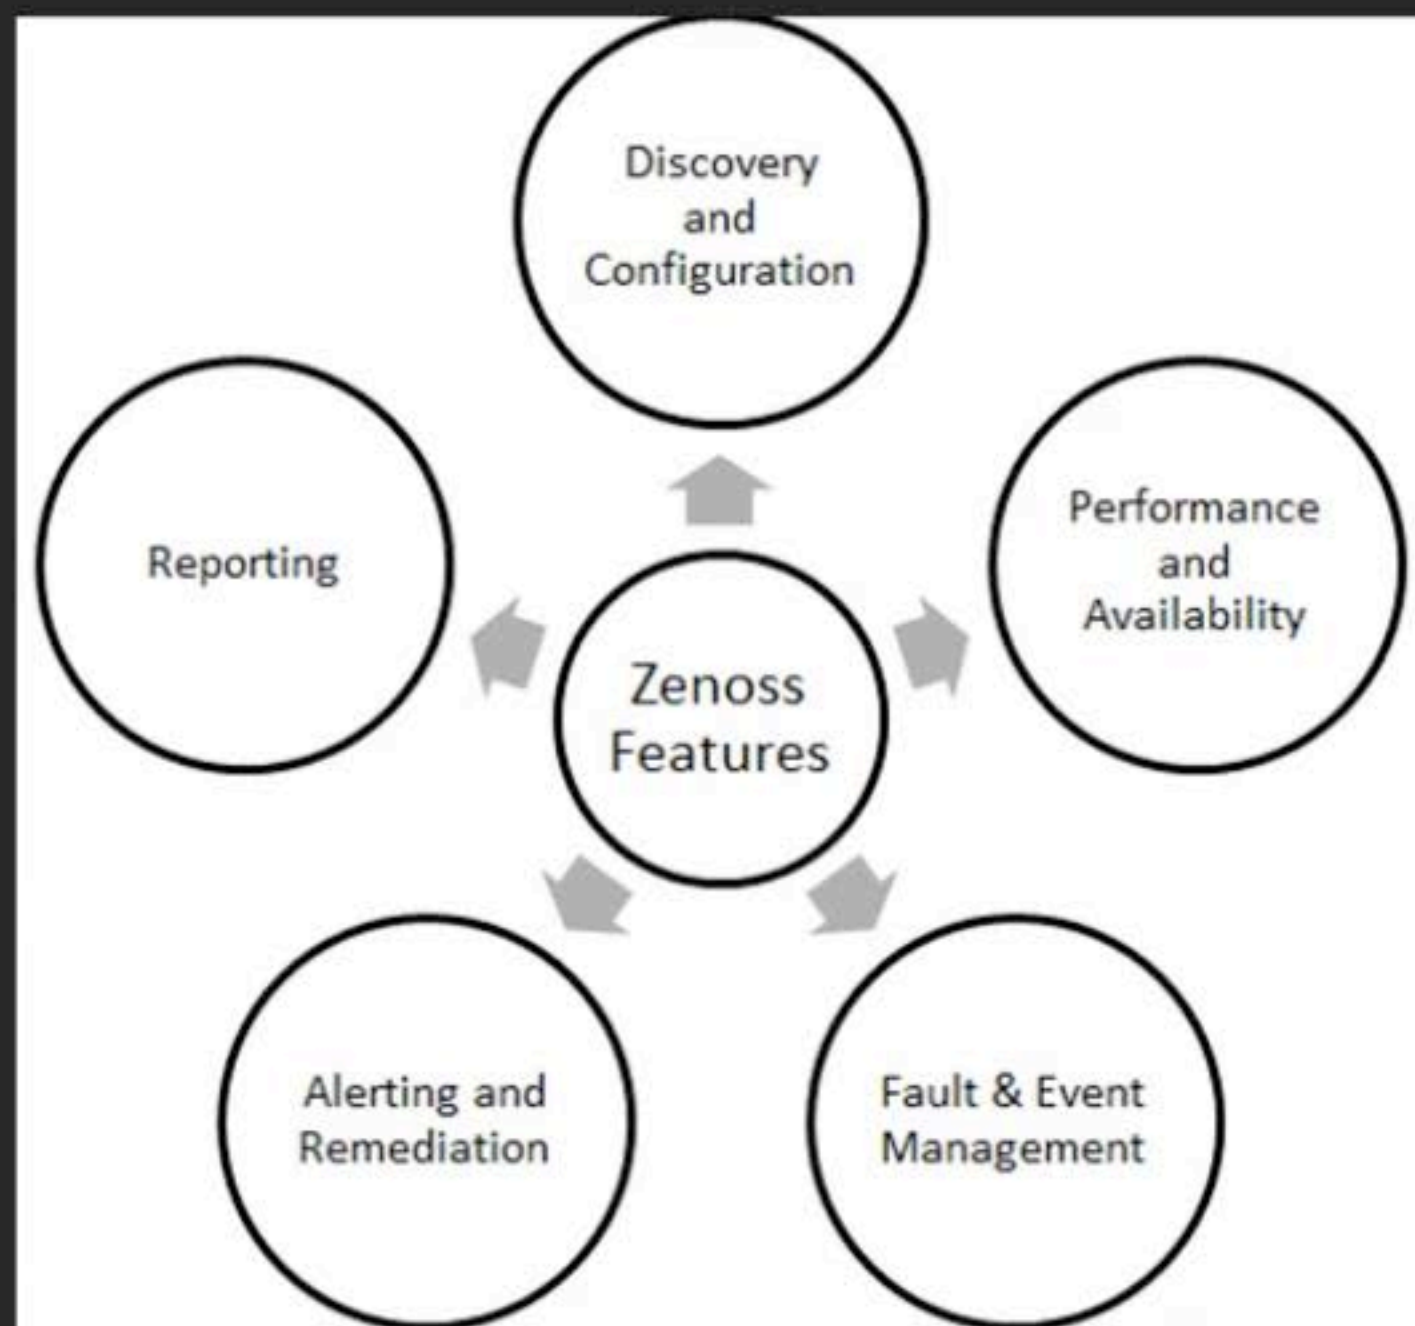 Discovery
and
Configuration
Performance
and
Availability
Reporting
Zenoss
Features
Alerting and
Remediation
Fault & Event
Management